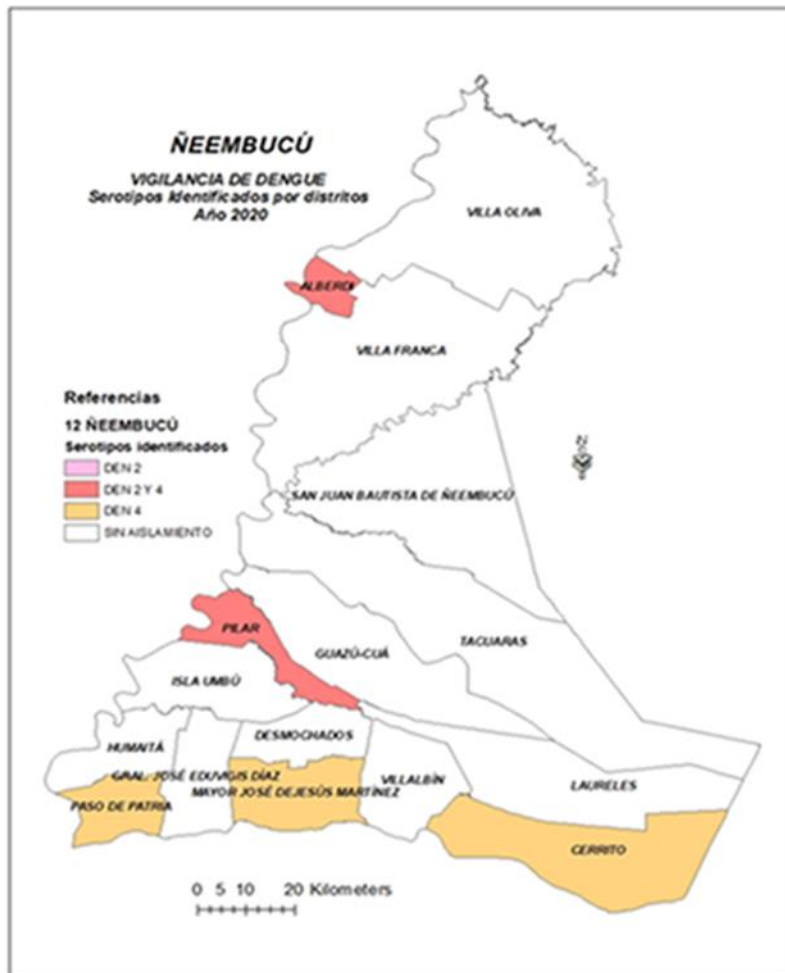 ÑEEMBUCÚ
VIGILANCIA DE DENGUE
Serotipos Identificados por distritos
Año 2020
VILLA OLIVA
ALBERDI
VILLA FRANCA
Referencias
12 ÑEEMBUCÚ
Serotipos identificados
DEN 2
DEN 2 Y 4
DEN 4
SIN AISLAMIENTO
N
SAN JUAN BAUTISTA DE ÑEEMBUCÚ
PILAR
TACUARAS
GUAZÚ-CUÁ
ISLA UMBÚ
DESMOCHADOS
HUMAITÁ
GRAL. JOSÉ EDUVIGIS DÍAZ
VILLALBÍN
LAURELES
MAYOR JOSÉ DEJESÚS MARTÍNEZ
PASO DE PATRIA
CERRITO
0 5 10 20 Kilometers